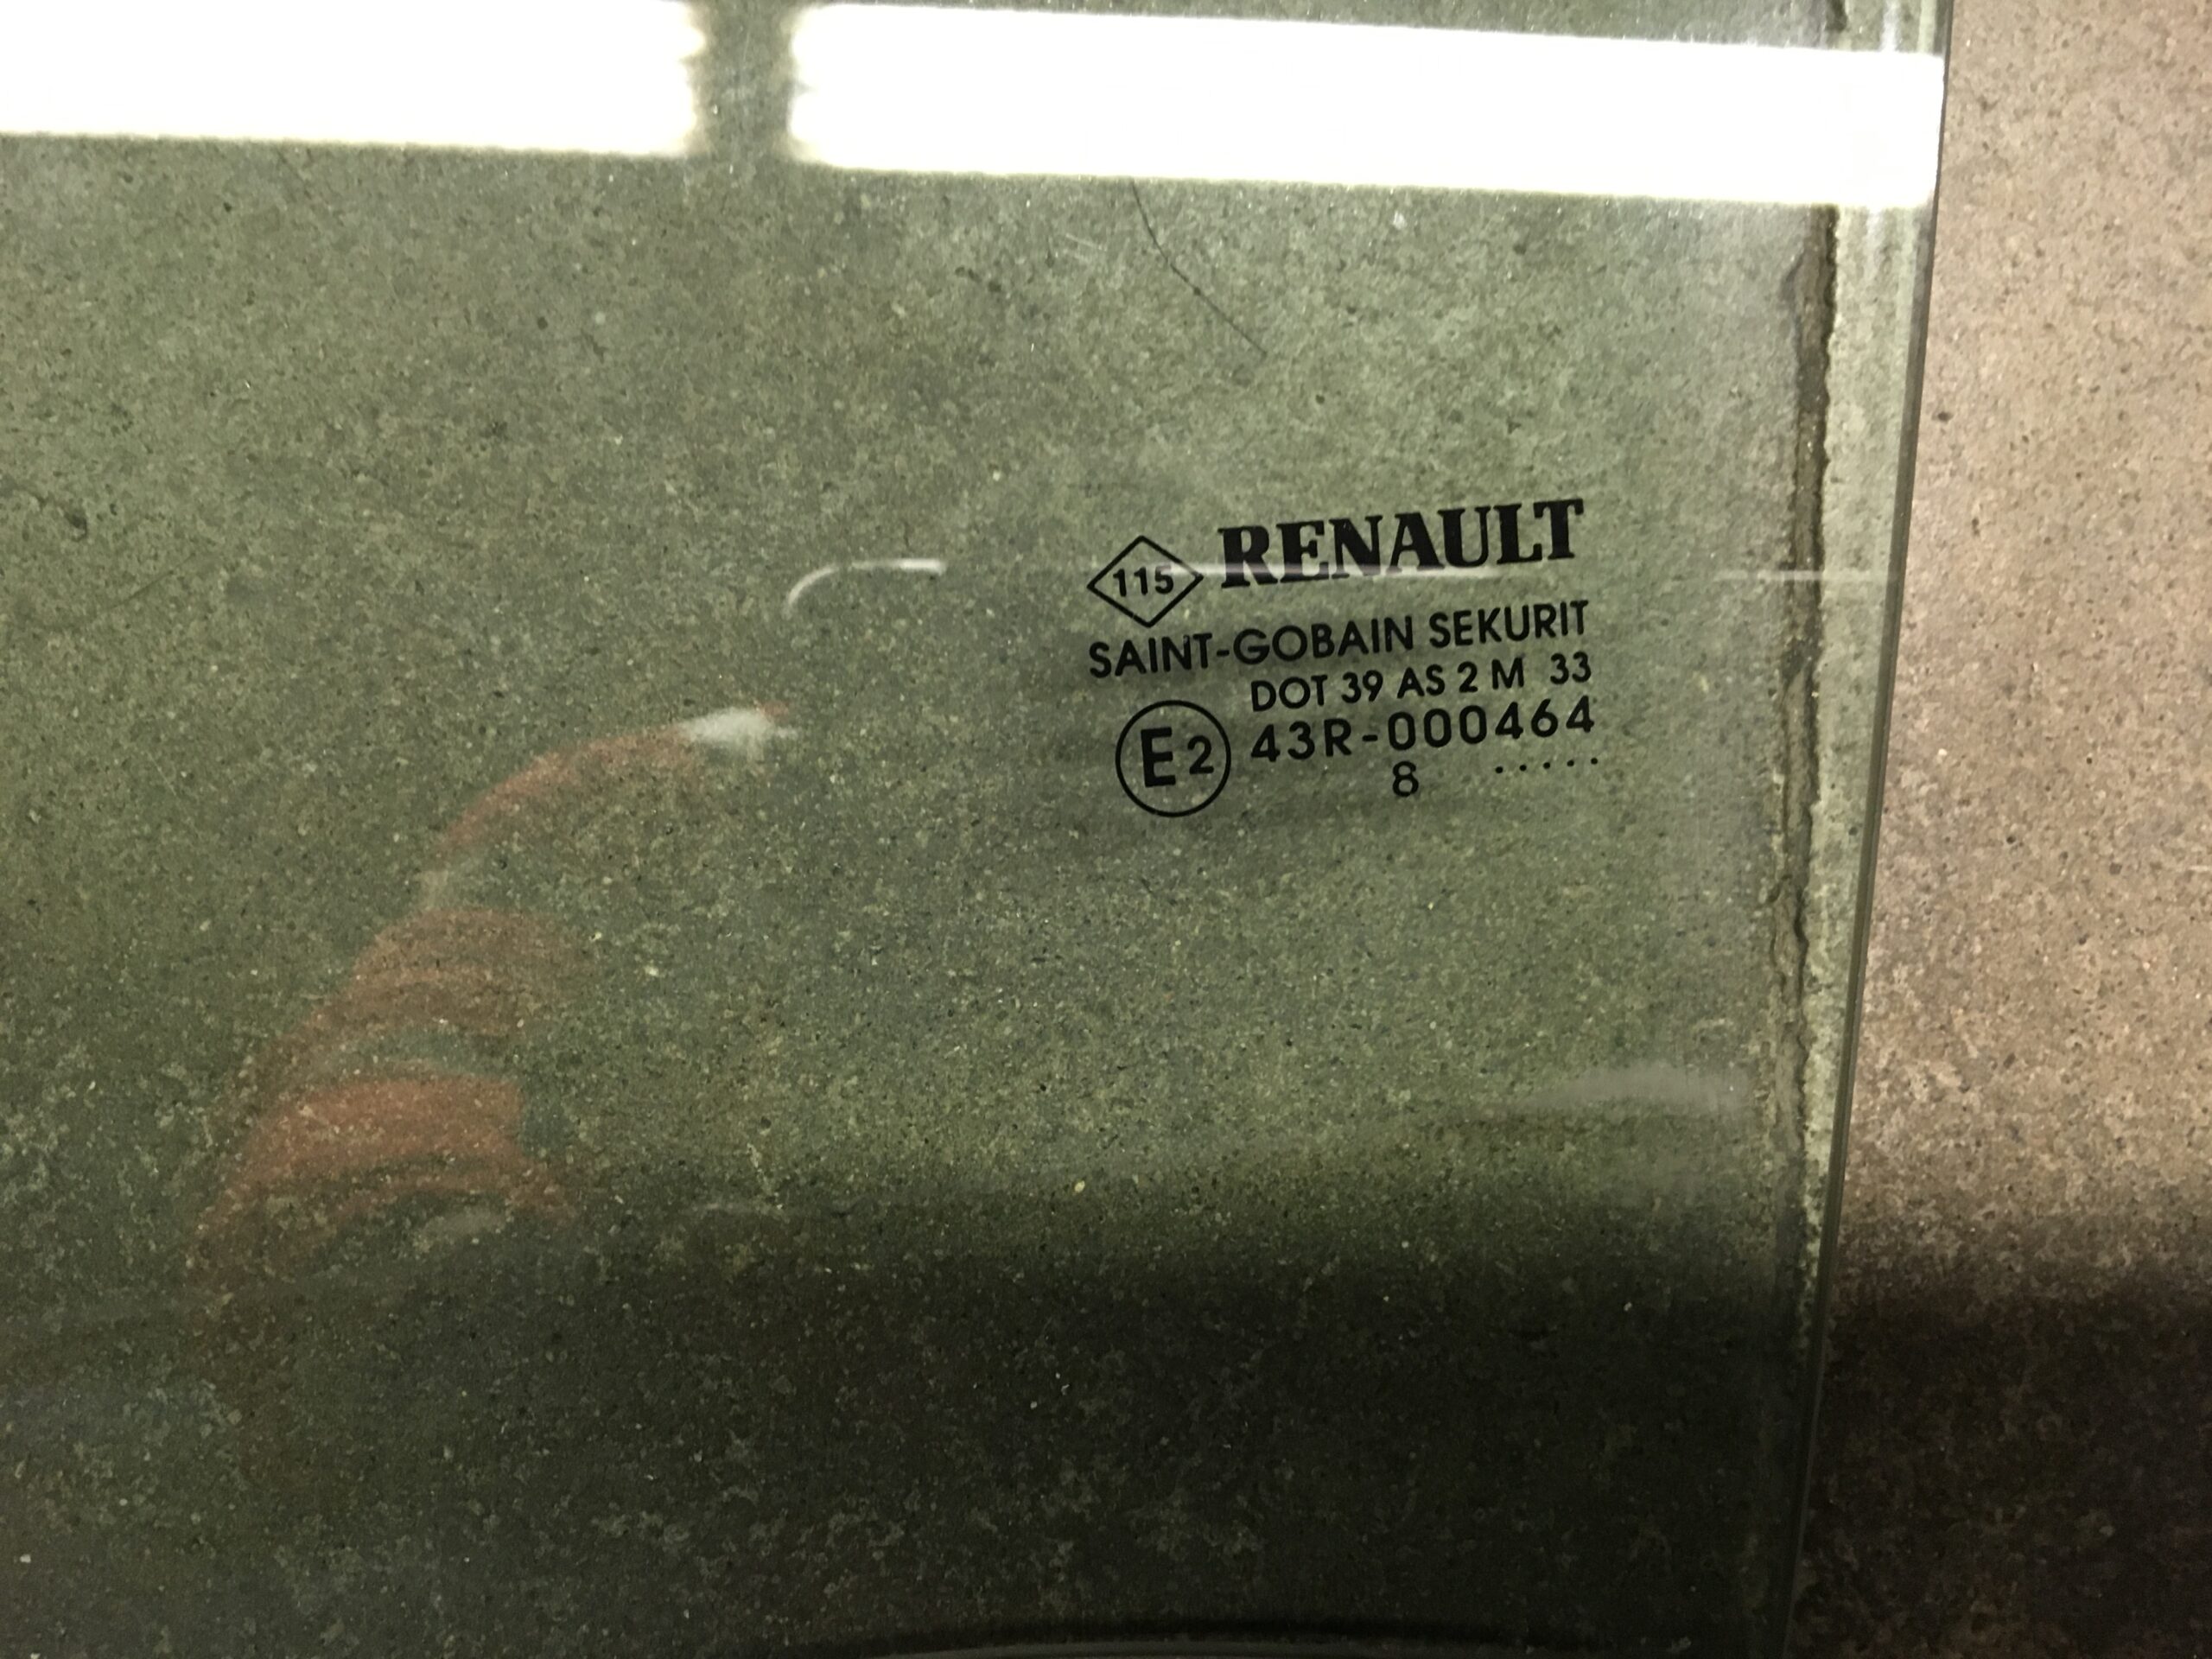 115 RENAULT
SAINT-GOBAIN SEKURIT
DOT 39 AS 2 M 33
E2 43R-000464
8 .....